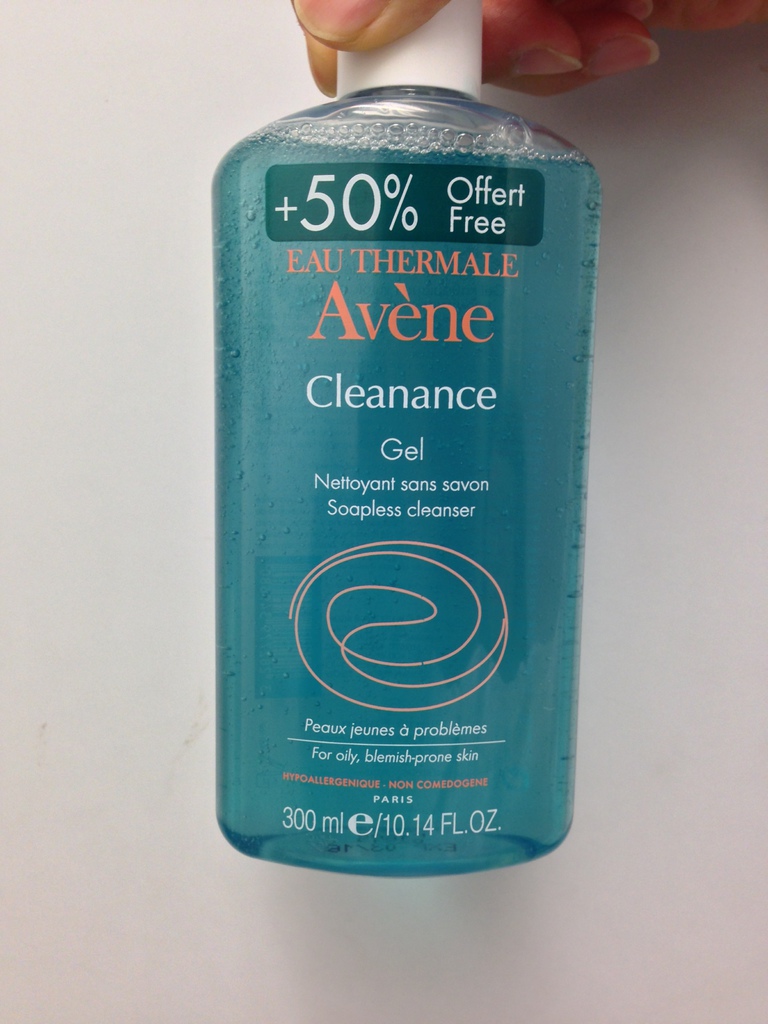 +50% Offert
Free
EAU THERMALE
Avène
Cleanance
Gel
Nettoyant sans savon
Soapless cleanser
Peaux jeunes à problèmes
For oily, blemish-prone skin
HYPOALLERGENIQUE - NON COMEDOGENE
PARIS
300 ml e/10.14 FL.OZ.